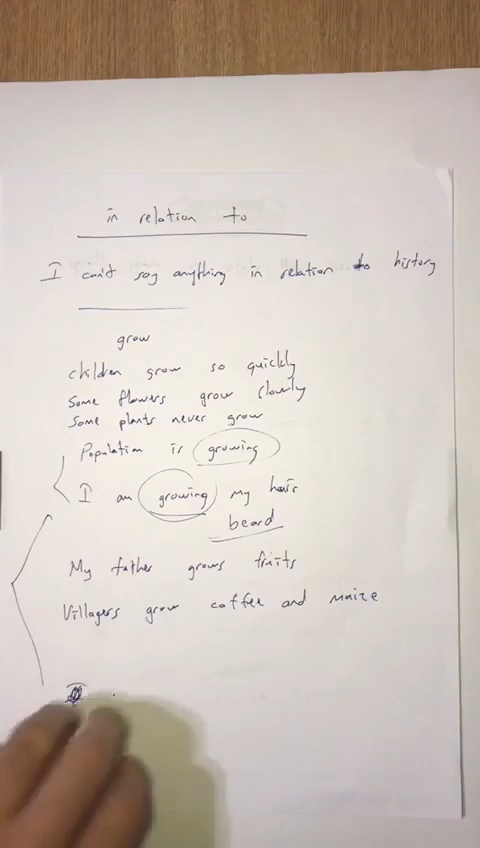 in relation to
I can't say anything in relation to history
grow
children grow so quickly
Some flowers grow slowly
Some plants never grow
Population is growing
I am growing my hair
beard
My father grows fruits
Villagers grow coffee and maize